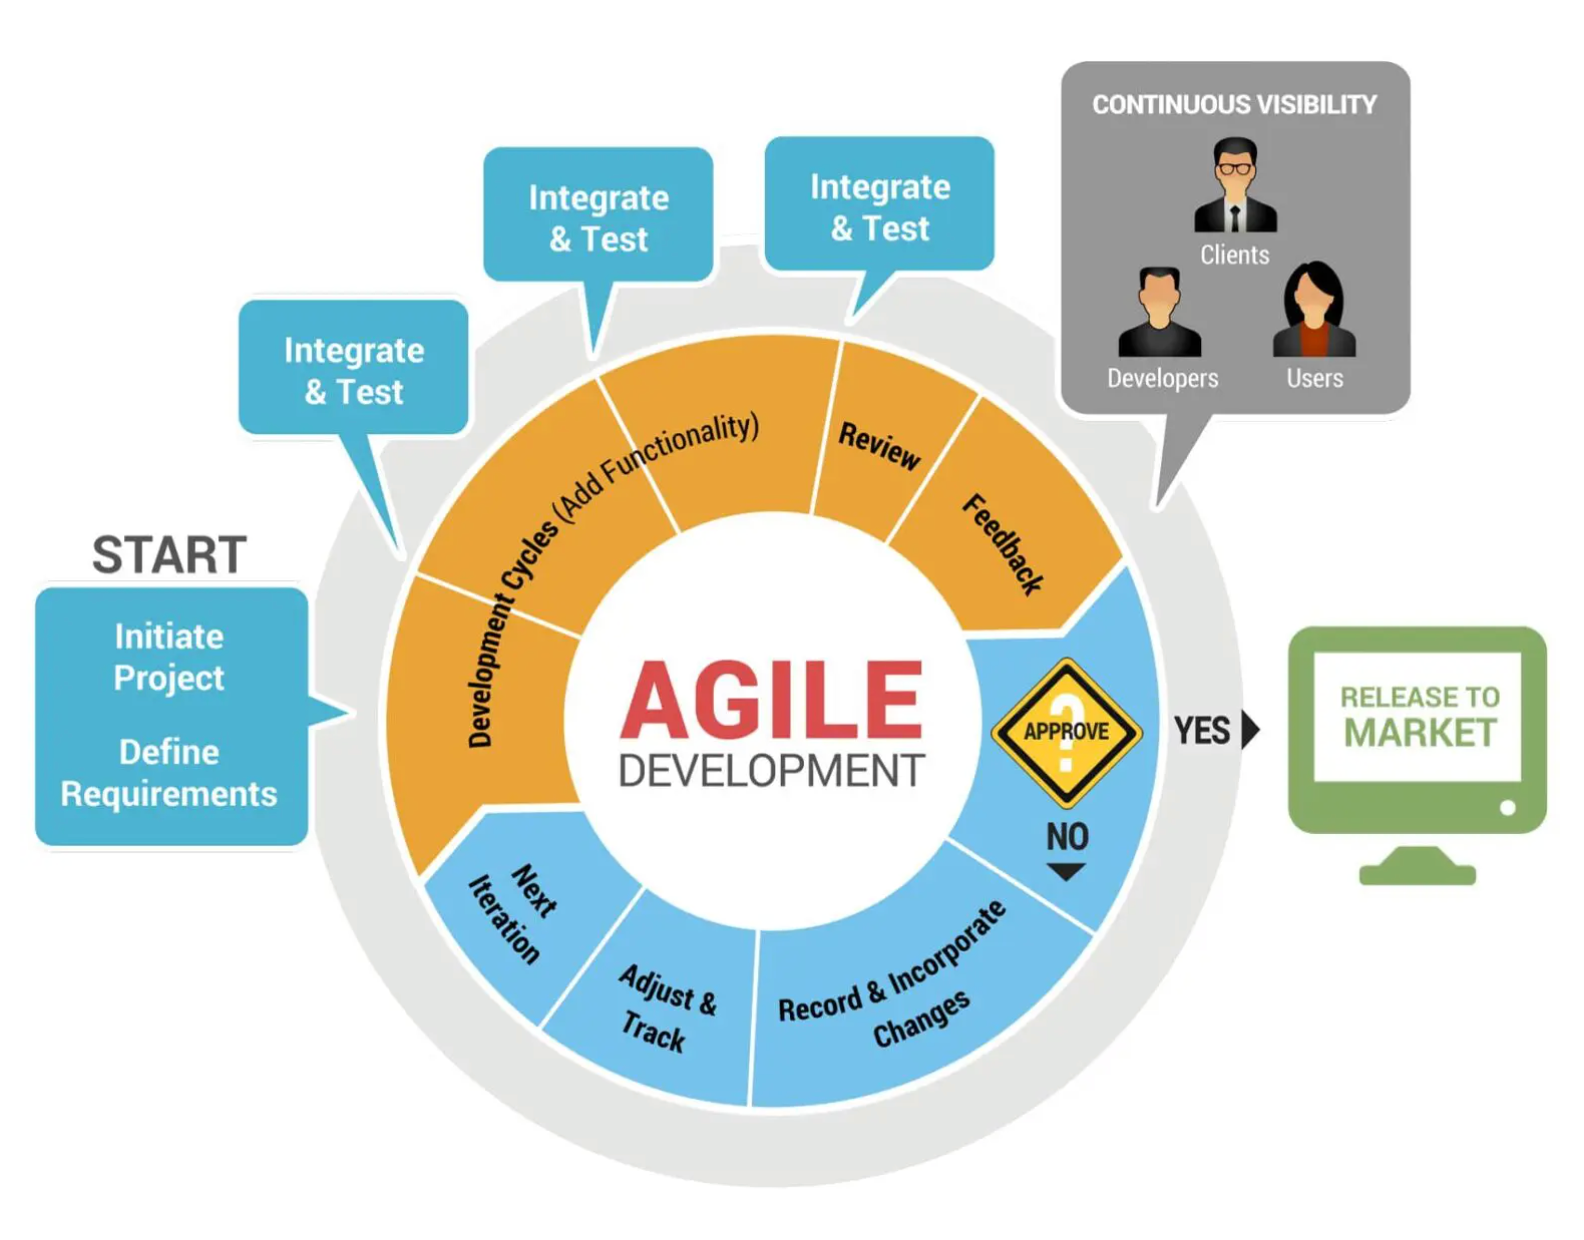 CONTINUOUS VISIBILITY
Clients
Developers
Users
Integrate
& Test
Integrate
& Test
Integrate
& Test
START
Initiate
Project
Define
Requirements
Development Cycles (Add Functionality)
Review
Feedback
AGILE
DEVELOPMENT
?
APPROVE
YES
NO
RELEASE TO
MARKET
Record & Incorporate
Changes
Adjust &
Track
Next
Iteration